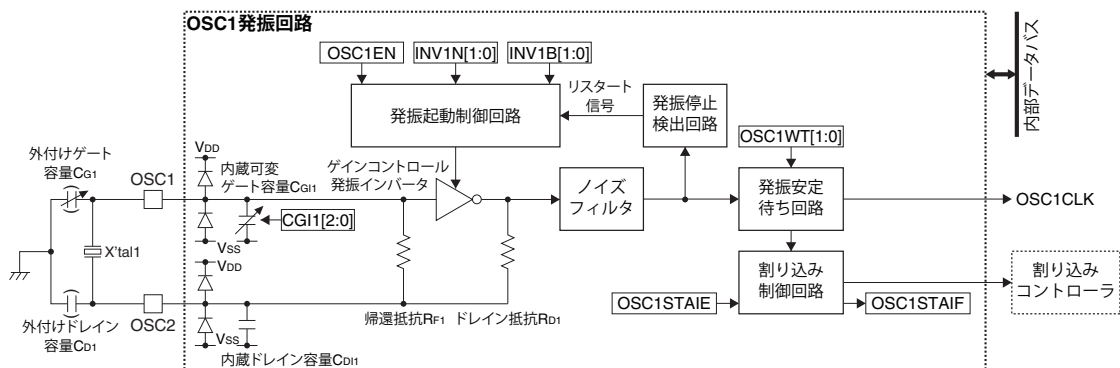 OSC1発振回路
OSC1EN
INV1N[1:0]
INV1B[1:0]
リスタート
信号
発振起動制御回路
発振停止
検出回路
内部データバス
OSC1WT[1:0]
外付けゲート
容量CG1
OSC1
VDD
内蔵可変
ゲート容量CGI1
ゲインコントロール
発振インバータ
ノイズ
フィルタ
発振安定
待ち回路
OSC1CLK
CGI1[2:0]
VSS
X'tal1
VDD
割り込み
制御回路
割り込み
コントローラ
OSC1STAIE
OSC1STAIF
外付けドレイン
容量CD1
OSC2
VSS
帰還抵抗RF1
ドレイン抵抗RD1
内蔵ドレイン容量CDI1